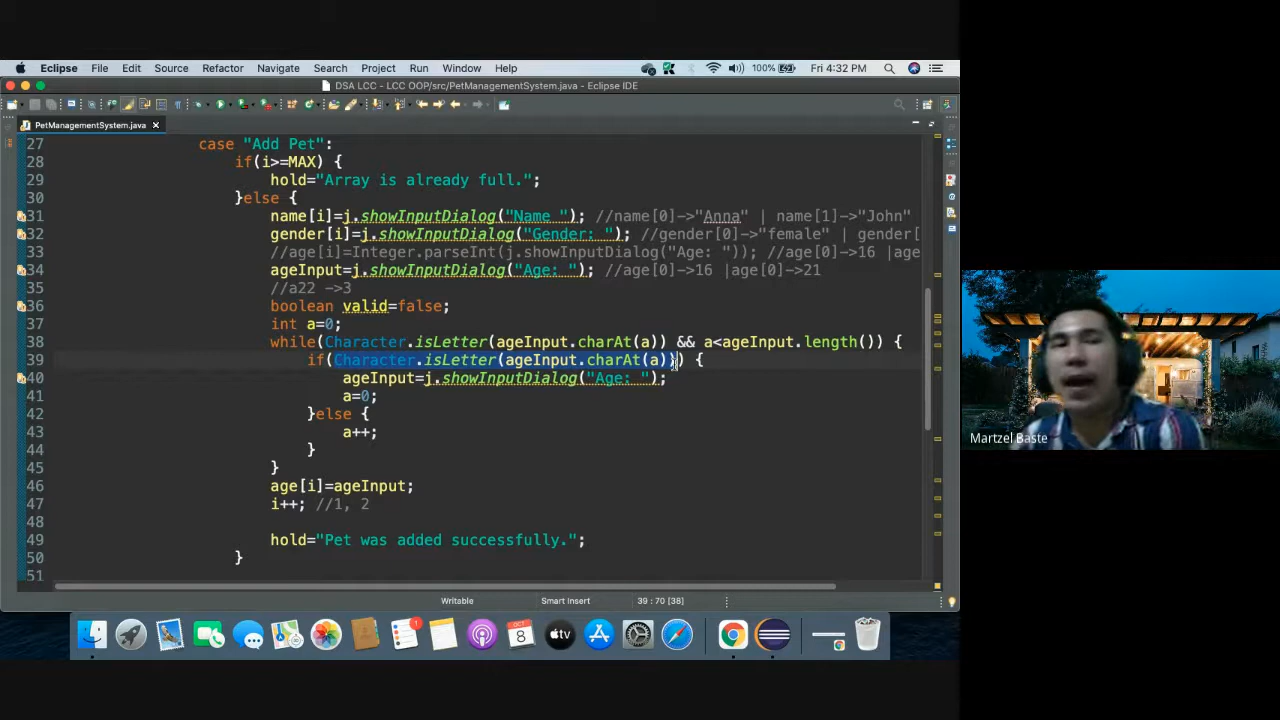 Eclipse File Edit Source Refactor Navigate Search Project Run Window Help 100% Fri 4:32 PM
DSA LCC - LCC OOP/src/PetManagementSystem.java - Eclipse IDE
PetManagementSystem.java
27 case "Add Pet":
28 if(i>=MAX) {
29 hold="Array is already full.";
30 }else {
31 name[i]=j.showInputDialog("Name "); //name[0]->"Anna" | name[1]->"John"
32 gender[i]=j.showInputDialog("Gender: "); //gender[0]->"female" | gender[
33 //age[i]=Integer.parseInt(j.showInputDialog("Age: ")); //age[0]->16 |age
34 ageInput=j.showInputDialog("Age: "); //age[0]->16 |age[0]->21
35 //a22 ->3
36 boolean valid=false;
37 int a=0;
38 while(Character.isLetter(ageInput.charAt(a)) && a<ageInput.length()) {
39 if(Character.isLetter(ageInput.charAt(a))) {
40 ageInput=j.showInputDialog("Age: ");
41 a=0;
42 }else {
43 a++;
44 }
45 }
46 age[i]=ageInput;
47 i++; //1, 2
48
49 hold="Pet was added successfully.";
50 }
51
Writable Smart Insert 39 : 70 [38]
1
OCT
8
tv
Martzel Baste